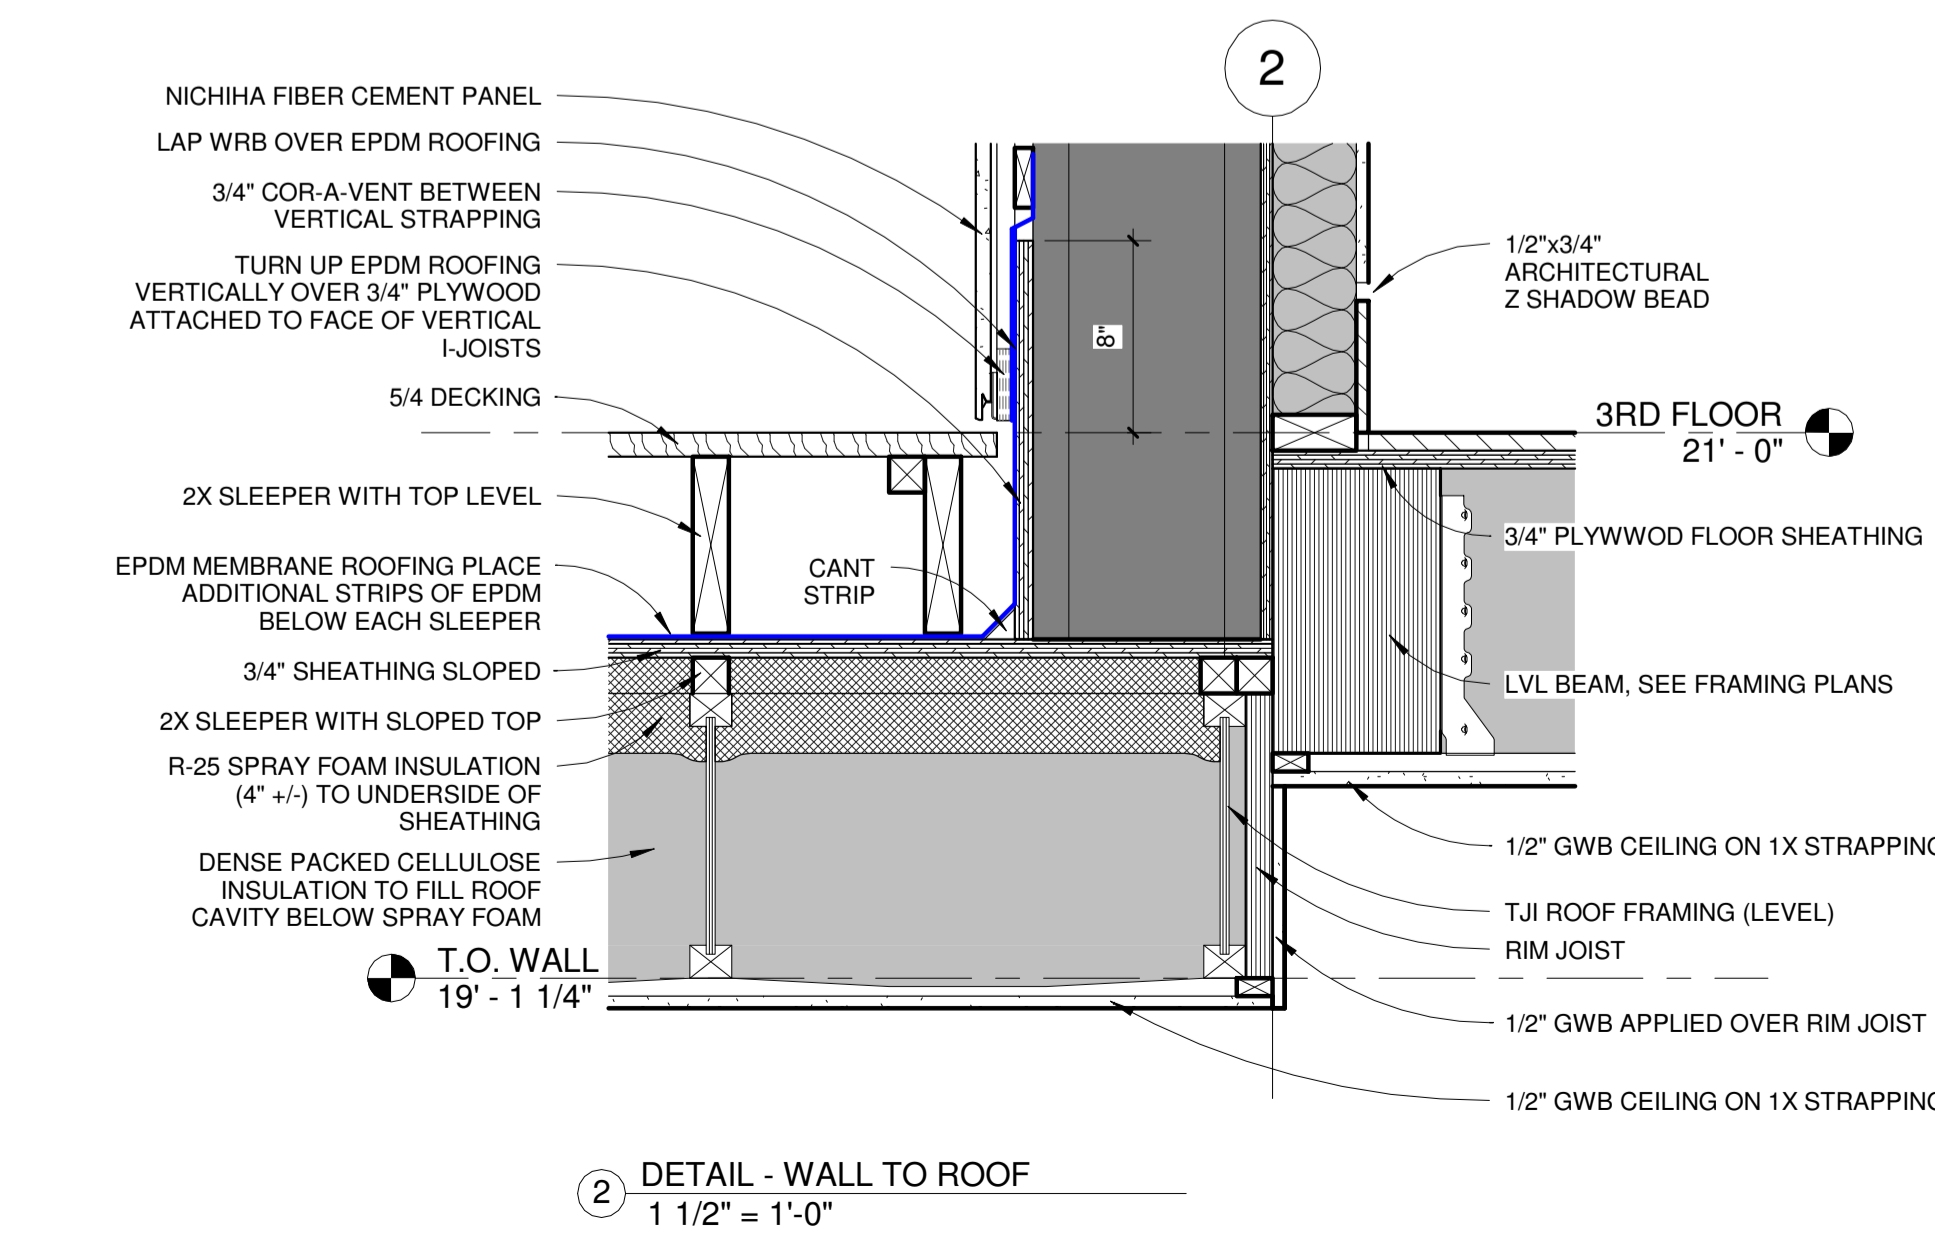 2
NICHIHA FIBER CEMENT PANEL
LAP WRB OVER EPDM ROOFING
3/4" COR-A-VENT BETWEEN
VERTICAL STRAPPING
TURN UP EPDM ROOFING
VERTICALLY OVER 3/4" PLYWOOD
ATTACHED TO FACE OF VERTICAL
I-JOISTS
5/4 DECKING
2X SLEEPER WITH TOP LEVEL
EPDM MEMBRANE ROOFING PLACE
ADDITIONAL STRIPS OF EPDM
BELOW EACH SLEEPER
3/4" SHEATHING SLOPED
2X SLEEPER WITH SLOPED TOP
R-25 SPRAY FOAM INSULATION
(4" +/-) TO UNDERSIDE OF
SHEATHING
DENSE PACKED CELLULOSE
INSULATION TO FILL ROOF
CAVITY BELOW SPRAY FOAM
T.O. WALL
19' - 1 1/4"
CANT
STRIP
8"
1/2"x3/4"
ARCHITECTURAL
Z SHADOW BEAD
3RD FLOOR
21' - 0"
3/4" PLYWWOD FLOOR SHEATHING
LVL BEAM, SEE FRAMING PLANS
1/2" GWB CEILING ON 1X STRAPPING
TJI ROOF FRAMING (LEVEL)
RIM JOIST
1/2" GWB APPLIED OVER RIM JOIST
1/2" GWB CEILING ON 1X STRAPPING
2
DETAIL - WALL TO ROOF
1 1/2" = 1'-0"